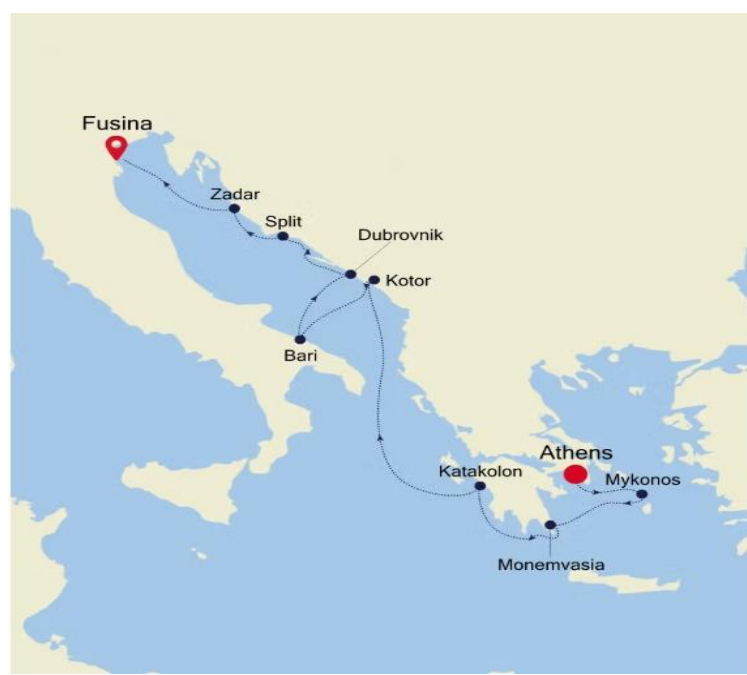 Fusina
Zadar
Split
Dubrovnik
Kotor
Bari
Athens
Katakolon
Mykonos
Monemvasia